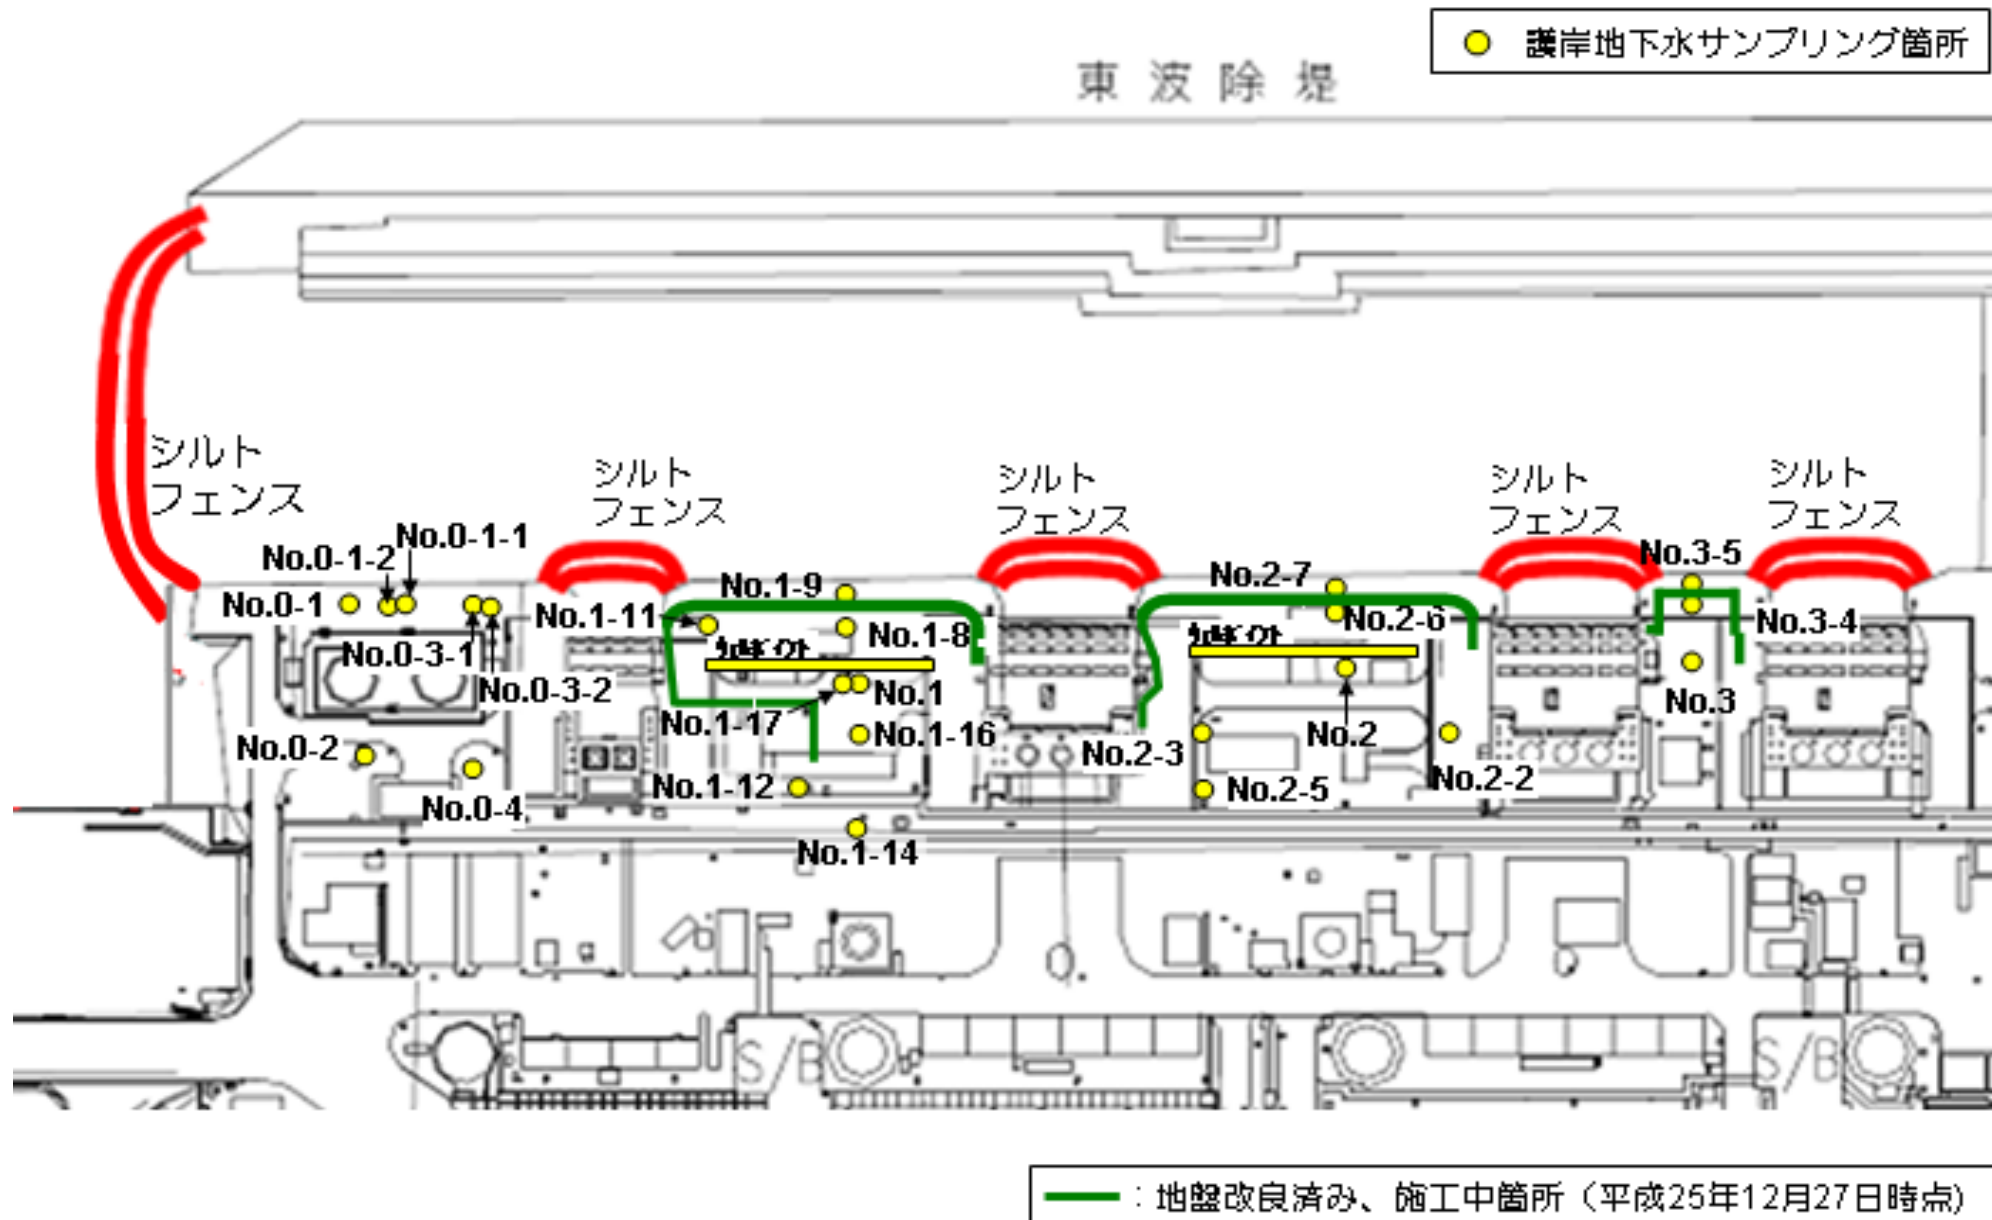 護岸地下水サンプリング箇所
東波除堤
シルト
フェンス
シルト
フェンス
シルト
フェンス
シルト
フェンス
シルト
フェンス
No.0-1-1
No.0-1-2
No.0-1
No.0-3-1
No.0-3-2
No.0-2
No.0-4
No.1-9
No.1-11
No.1-8
No.1
No.1-17
No.1-16
No.1-12
No.1-14
No.2-7
No.2-6
No.2-3
No.2
No.2-2
No.2-5
No.3-5
No.3-4
No.3
S/B
S/B
：地盤改良済み、施工中箇所（平成25年12月27日時点）